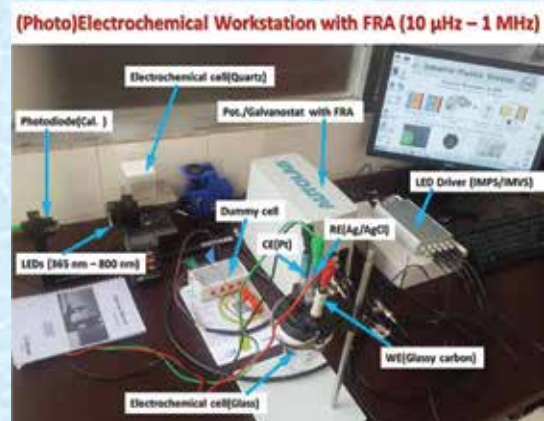 (Photo)Electrochemical Workstation with FRA (10 µHz – 1 MHz)
Electrochemical cell(Quartz)
Photodiode(Cal. )
Pot./Galvanostat with FRA
LED Driver (IMPS/IMVS)
AUTOLAB
Dummy cell
RE(Ag/AgCl)
CE(Pt)
LEDs (365 nm – 800 nm)
WE(Glassy carbon)
Electrochemical cell(Glass)